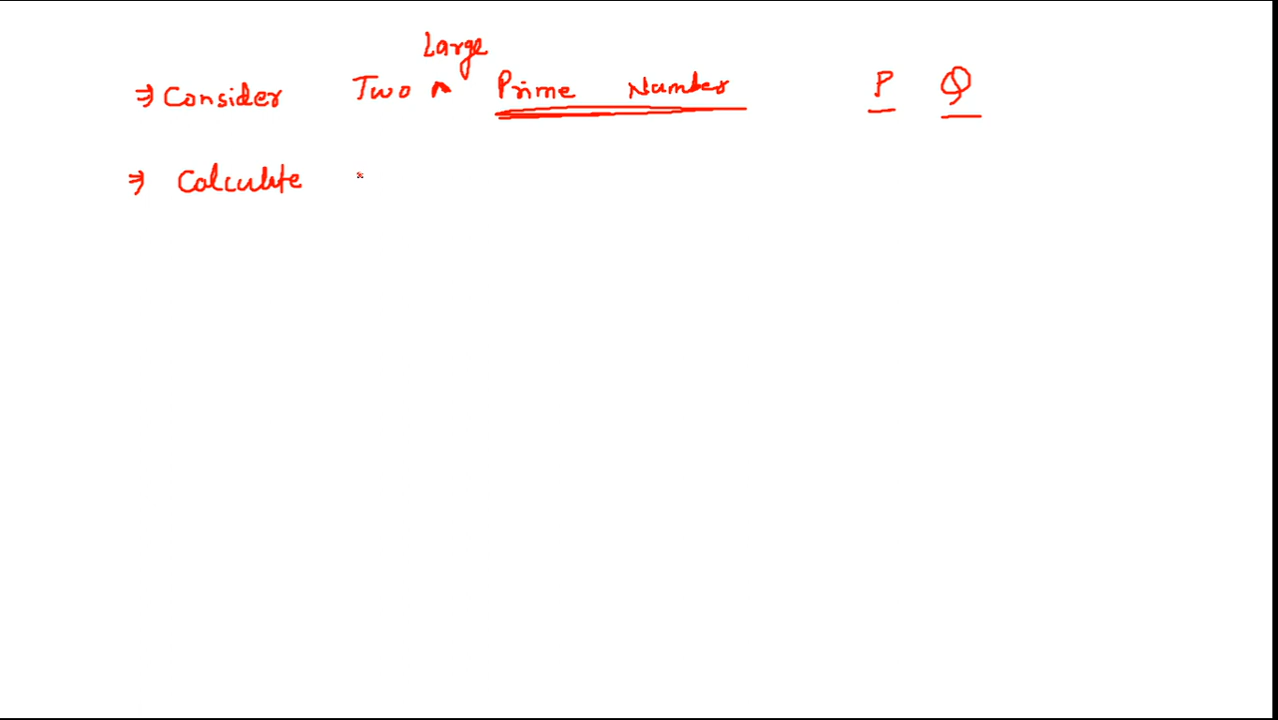 ⇒ Consider Two ^ Large Prime Number P Q
⇒ Calculate